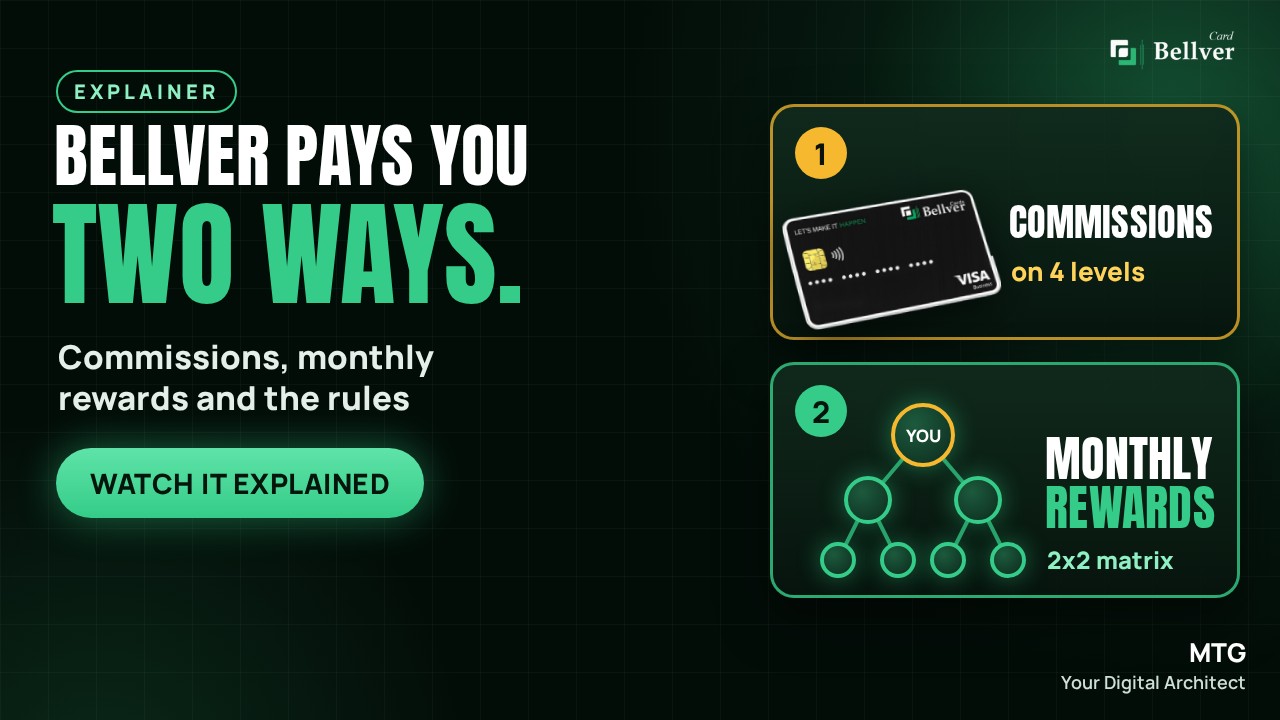 Card
Bellver
EXPLAINER
BELLVER PAYS YOU
TWO WAYS.
Commissions, monthly
rewards and the rules
WATCH IT EXPLAINED
1
LET'S MAKE IT HAPPEN
Cards
Bellver
VISA
Business
COMMISSIONS
on 4 levels
2
YOU
MONTHLY
REWARDS
2x2 matrix
MTG
Your Digital Architect